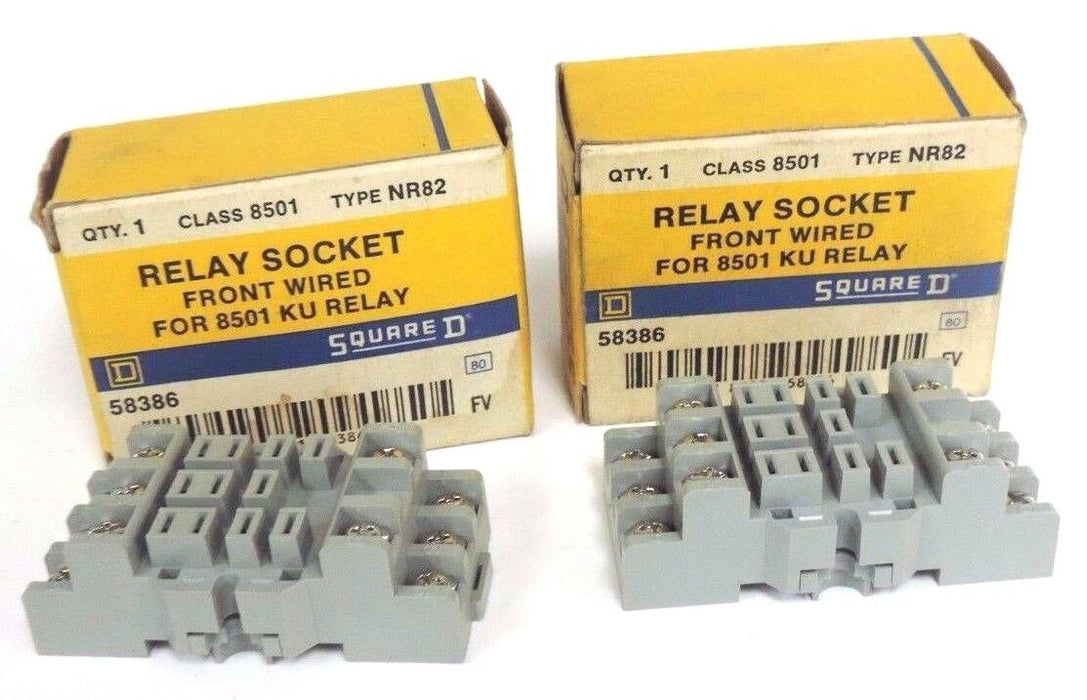 QTY. 1 CLASS 8501 TYPE NR82
RELAY SOCKET
FRONT WIRED
FOR 8501 KU RELAY
D SQUARE D®
58386
80
FV
QTY. 1 CLASS 8501 TYPE NR82
RELAY SOCKET
FRONT WIRED
FOR 8501 KU RELAY
D SQUARE D®
58386
80
FV